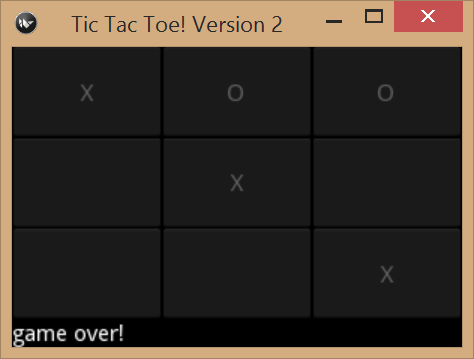 Tic Tac Toe! Version 2
X O O
X
X
game over!